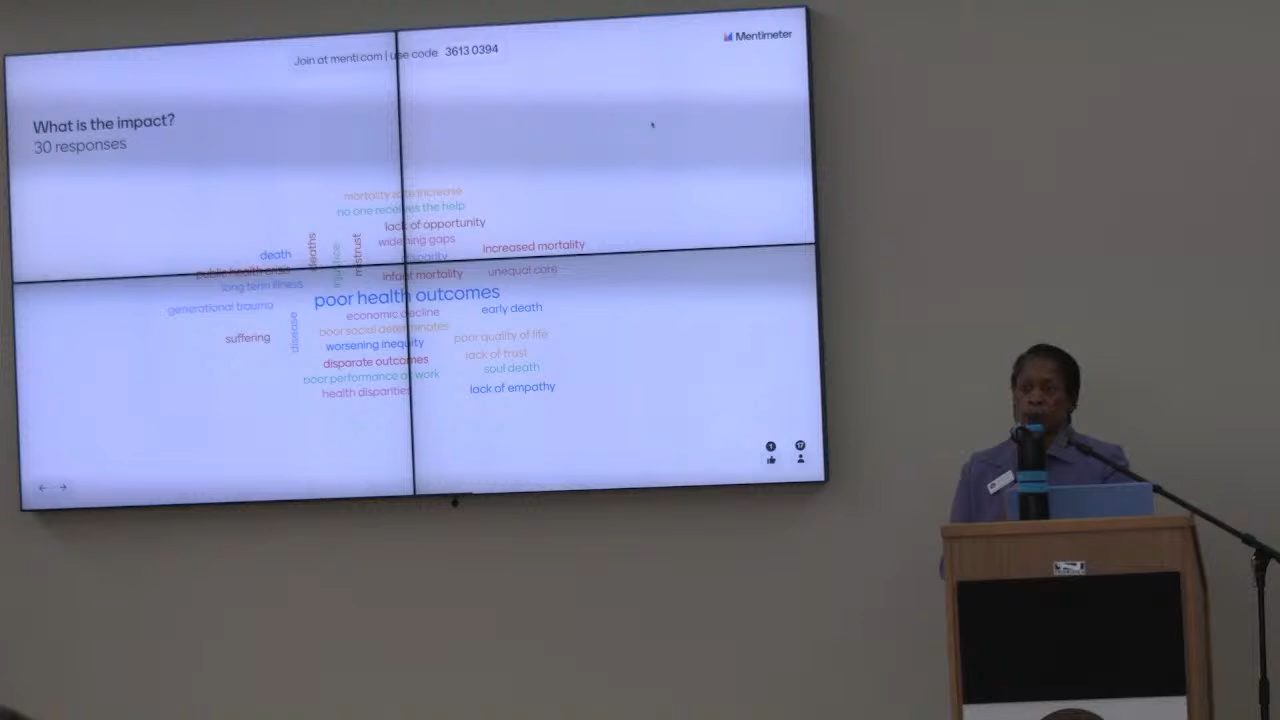 Mentimeter
Join at menti.com | use code 3613 0394
What is the impact?
30 responses
mortality rate increase
no one receives the help
lack of opportunity
widening gaps
increased mortality
death
deaths
injustice
mistrust
disparity
public health crisis
infant mortality
unequal care
long term illness
poor health outcomes
generational trauma
economic decline
early death
disease
poor social determinates
suffering
worsening inequity
poor quality of life
disparate outcomes
lack of trust
poor performance at work
soul death
health disparities
lack of empathy
1
17